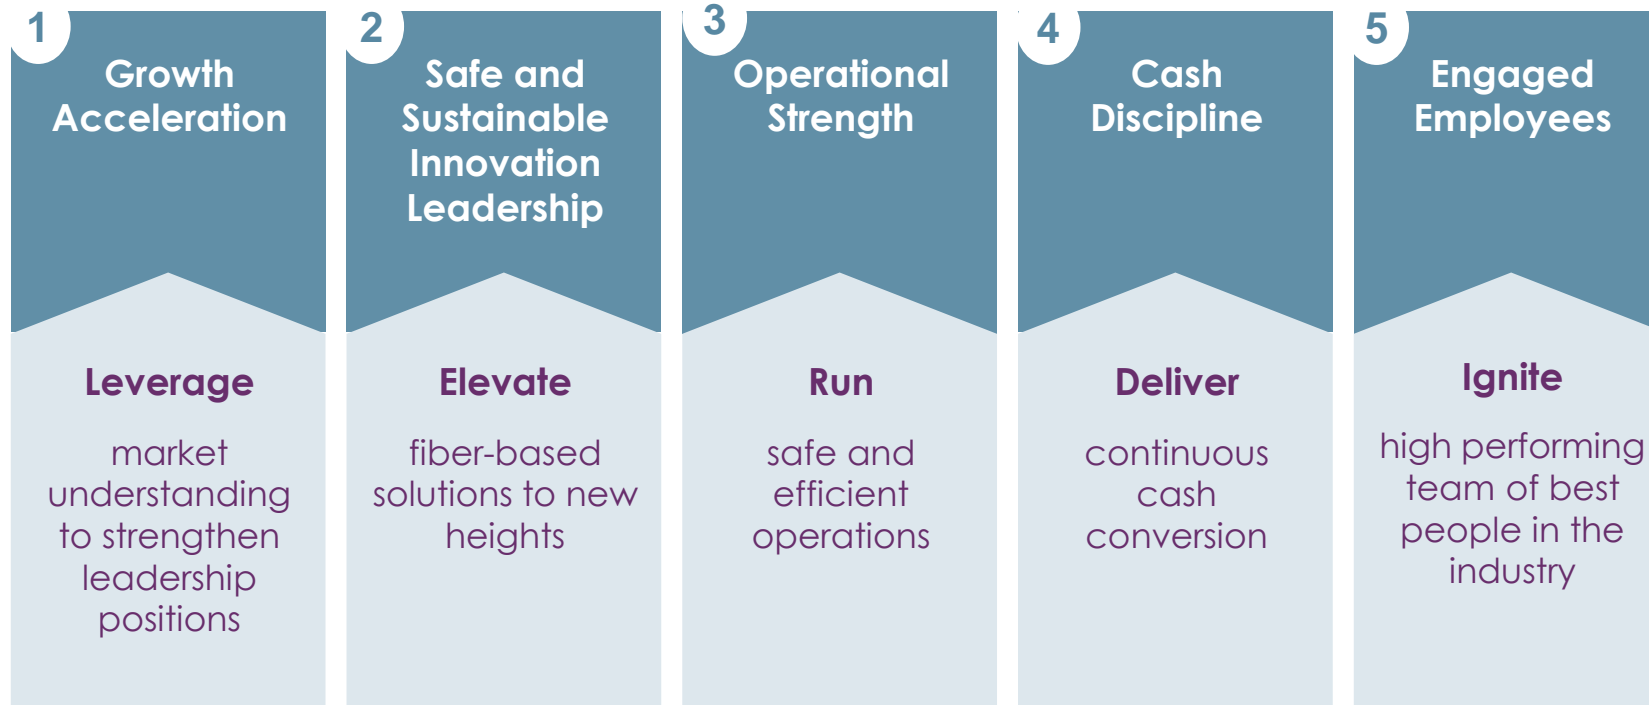 1
Growth
Acceleration
Leverage
market
understanding
to strengthen
leadership
positions
2
Safe and
Sustainable
Innovation
Leadership
Elevate
fiber-based
solutions to new
heights
3
Operational
Strength
Run
safe and
efficient
operations
4
Cash
Discipline
Deliver
continuous
cash
conversion
5
Engaged
Employees
Ignite
high performing
team of best
people in the
industry